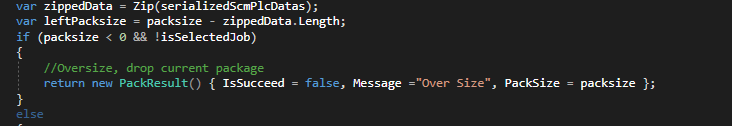 var zippedData = Zip(serializedScmPlcDatas);
var leftPacksize = packsize - zippedData.Length;
if (packsize < 0 && !isSelectedJob)
{
//Oversize, drop current package
return new PackResult() { IsSucceed = false, Message ="Over Size", PackSize = packsize };
}
else
{